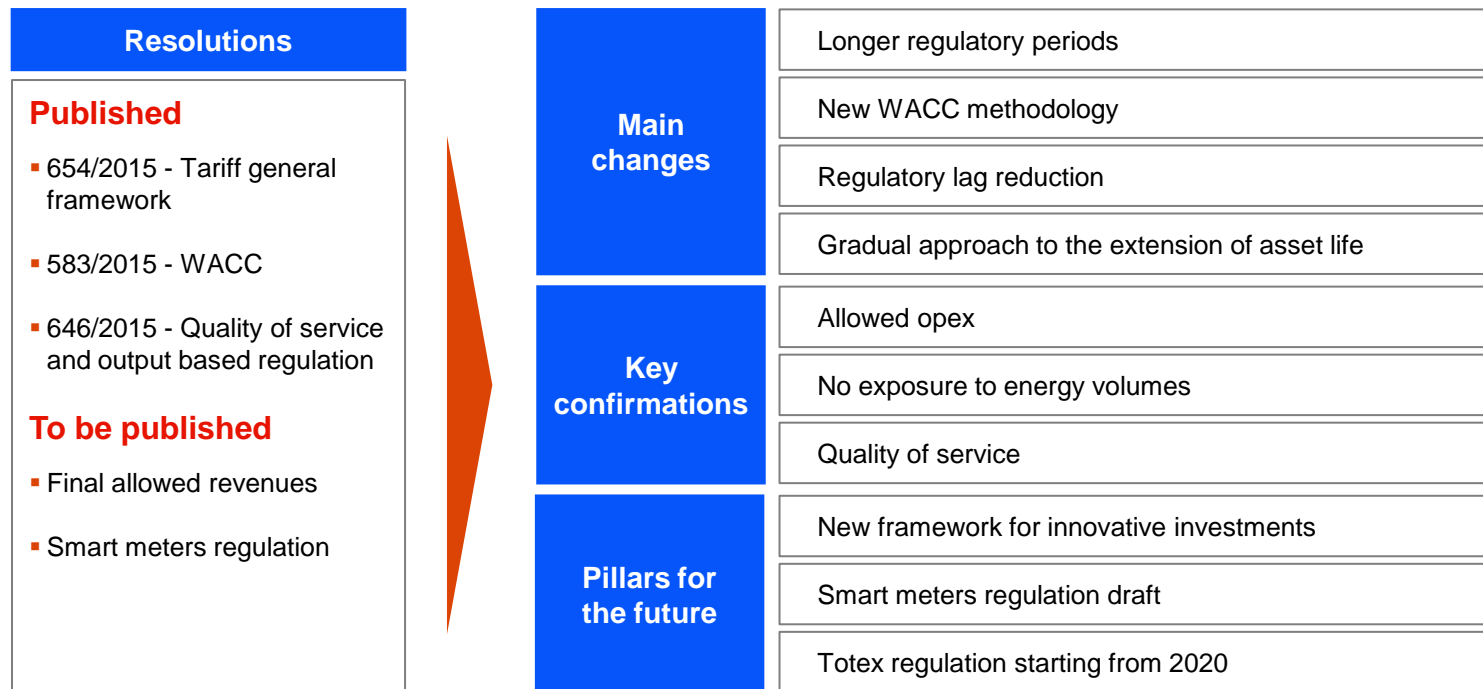 Resolutions
Published
▪ 654/2015 - Tariff general
framework
▪ 583/2015 - WACC
▪ 646/2015 - Quality of service
and output based regulation
To be published
▪ Final allowed revenues
▪ Smart meters regulation
Main
changes
Longer regulatory periods
New WACC methodology
Regulatory lag reduction
Gradual approach to the extension of asset life
Key
confirmations
Allowed opex
No exposure to energy volumes
Quality of service
Pillars for
the future
New framework for innovative investments
Smart meters regulation draft
Totex regulation starting from 2020